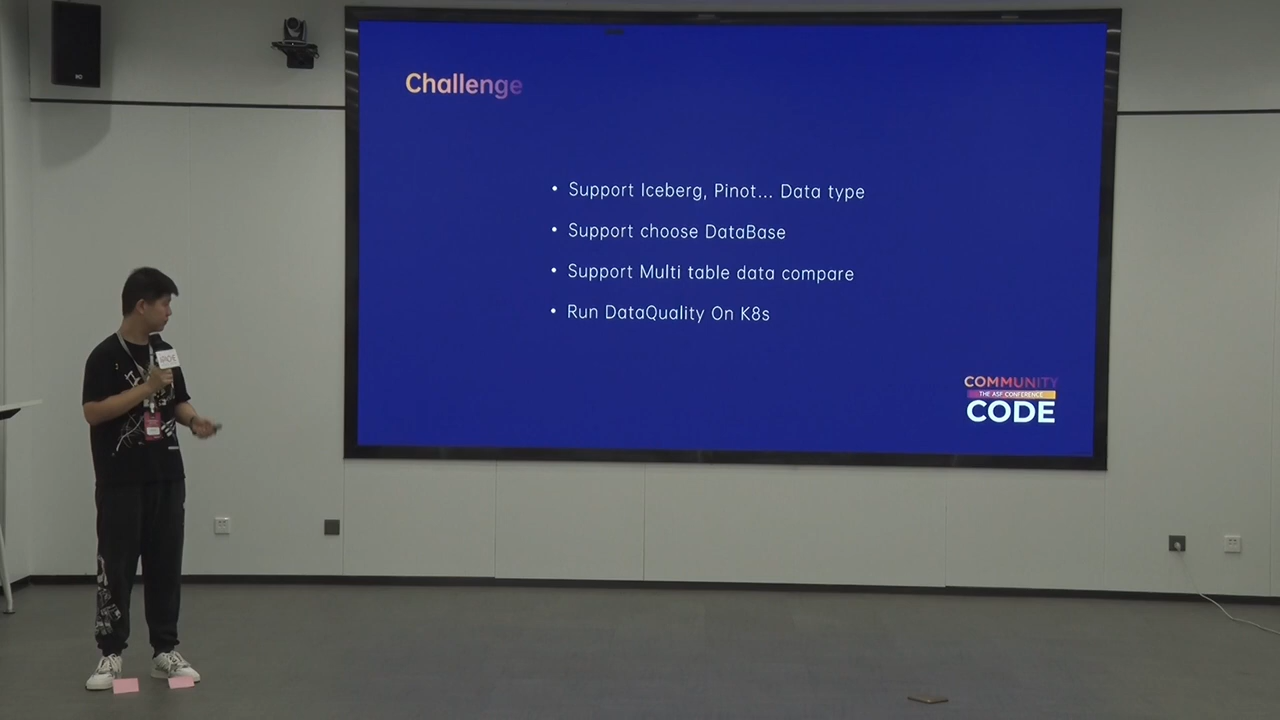 Challenge
• Support Iceberg, Pinot... Data type
• Support choose DataBase
• Support Multi table data compare
• Run DataQuality On K8s
COMMUNITY
THE ASF CONFERENCE
CODE